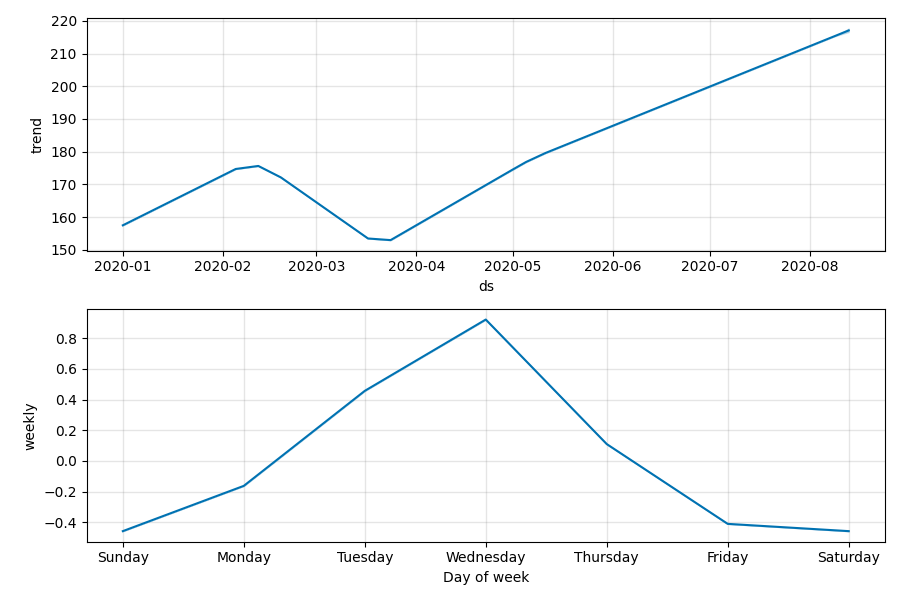 220
210
200
190
180
170
160
150
trend
2020-01 2020-02 2020-03 2020-04 2020-05 2020-06 2020-07 2020-08
ds
0.8
0.6
0.4
0.2
0.0
−0.2
−0.4
weekly
Sunday Monday Tuesday Wednesday Thursday Friday Saturday
Day of week